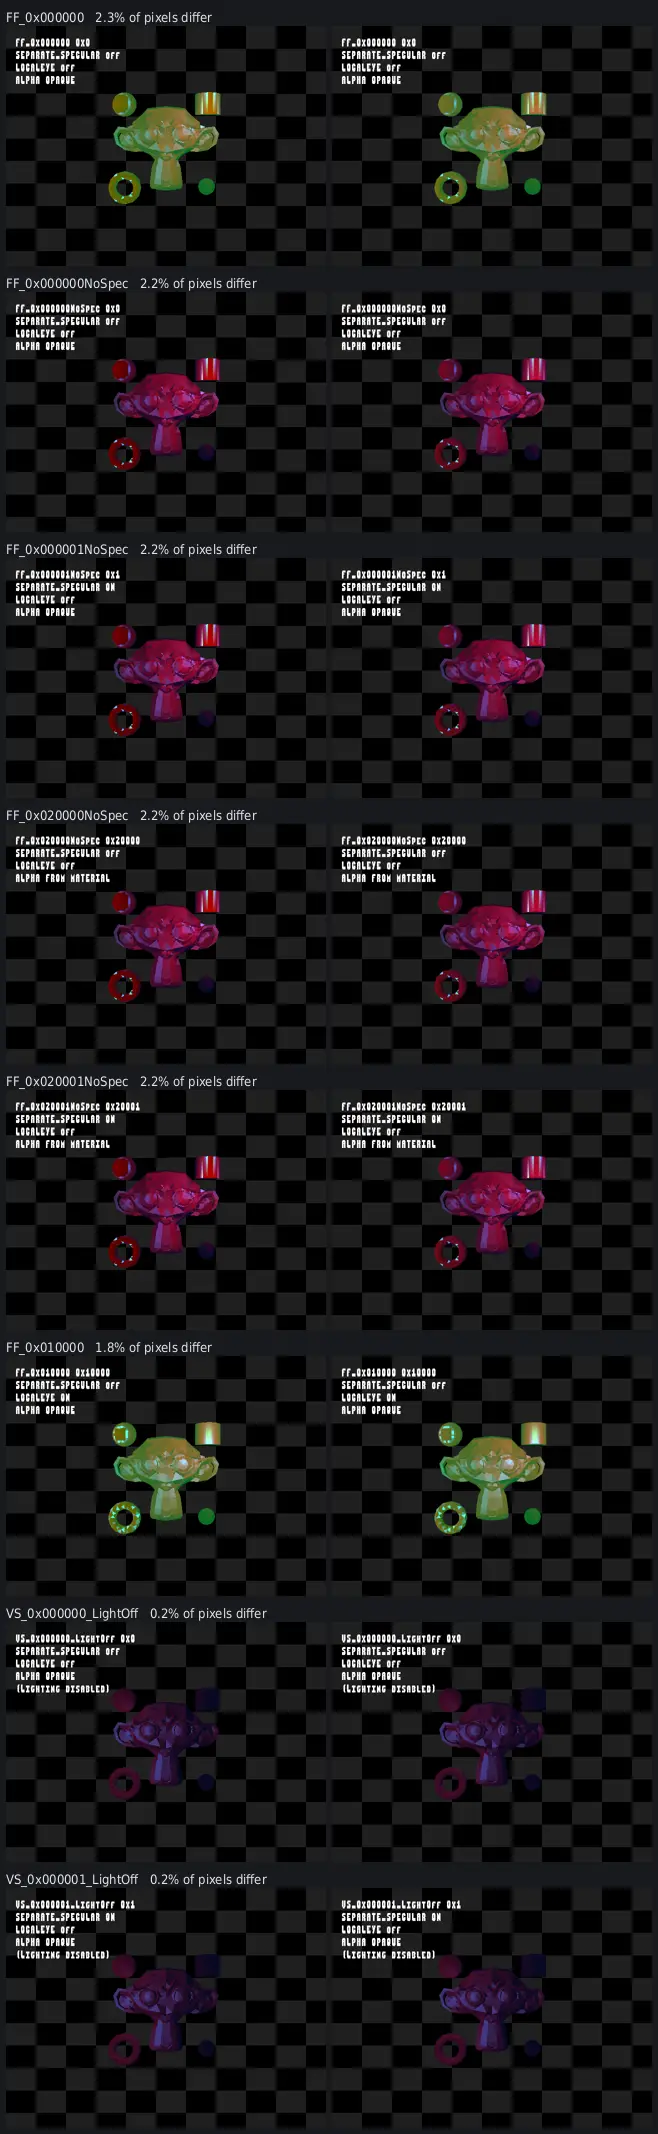 FF_0x000000 2.3% of pixels differ
FF_0X000000 0X0 FF_0X000000 0X0
SEPARATE_SPECULAR OFF SEPARATE_SPECULAR OFF
LOCALEYE OFF LOCALEYE OFF
ALPHA OPAQUE ALPHA OPAQUE
FF_0x000000NoSpec 2.2% of pixels differ
FF_0X000000NOSPEC 0X0 FF_0X000000NOSPEC 0X0
SEPARATE_SPECULAR OFF SEPARATE_SPECULAR OFF
LOCALEYE OFF LOCALEYE OFF
ALPHA OPAQUE ALPHA OPAQUE
FF_0x000001NoSpec 2.2% of pixels differ
FF_0X000001NOSPEC 0X1 FF_0X000001NOSPEC 0X1
SEPARATE_SPECULAR ON SEPARATE_SPECULAR ON
LOCALEYE OFF LOCALEYE OFF
ALPHA OPAQUE ALPHA OPAQUE
FF_0x020000NoSpec 2.2% of pixels differ
FF_0X020000NOSPEC 0X20000 FF_0X020000NOSPEC 0X20000
SEPARATE_SPECULAR OFF SEPARATE_SPECULAR OFF
LOCALEYE OFF LOCALEYE OFF
ALPHA FROM MATERIAL ALPHA FROM MATERIAL
FF_0x020001NoSpec 2.2% of pixels differ
FF_0X020001NOSPEC 0X20001 FF_0X020001NOSPEC 0X20001
SEPARATE_SPECULAR ON SEPARATE_SPECULAR ON
LOCALEYE OFF LOCALEYE OFF
ALPHA FROM MATERIAL ALPHA FROM MATERIAL
FF_0x010000 1.8% of pixels differ
FF_0X010000 0X10000 FF_0X010000 0X10000
SEPARATE_SPECULAR OFF SEPARATE_SPECULAR OFF
LOCALEYE ON LOCALEYE ON
ALPHA OPAQUE ALPHA OPAQUE
VS_0x000000_LightOff 0.2% of pixels differ
VS_0X000000_LIGHTOFF 0X0 VS_0X000000_LIGHTOFF 0X0
SEPARATE_SPECULAR OFF SEPARATE_SPECULAR OFF
LOCALEYE OFF LOCALEYE OFF
ALPHA OPAQUE ALPHA OPAQUE
(LIGHTING DISABLED) (LIGHTING DISABLED)
VS_0x000001_LightOff 0.2% of pixels differ
VS_0X000001_LIGHTOFF 0X1 VS_0X000001_LIGHTOFF 0X1
SEPARATE_SPECULAR ON SEPARATE_SPECULAR ON
LOCALEYE OFF LOCALEYE OFF
ALPHA OPAQUE ALPHA OPAQUE
(LIGHTING DISABLED) (LIGHTING DISABLED)